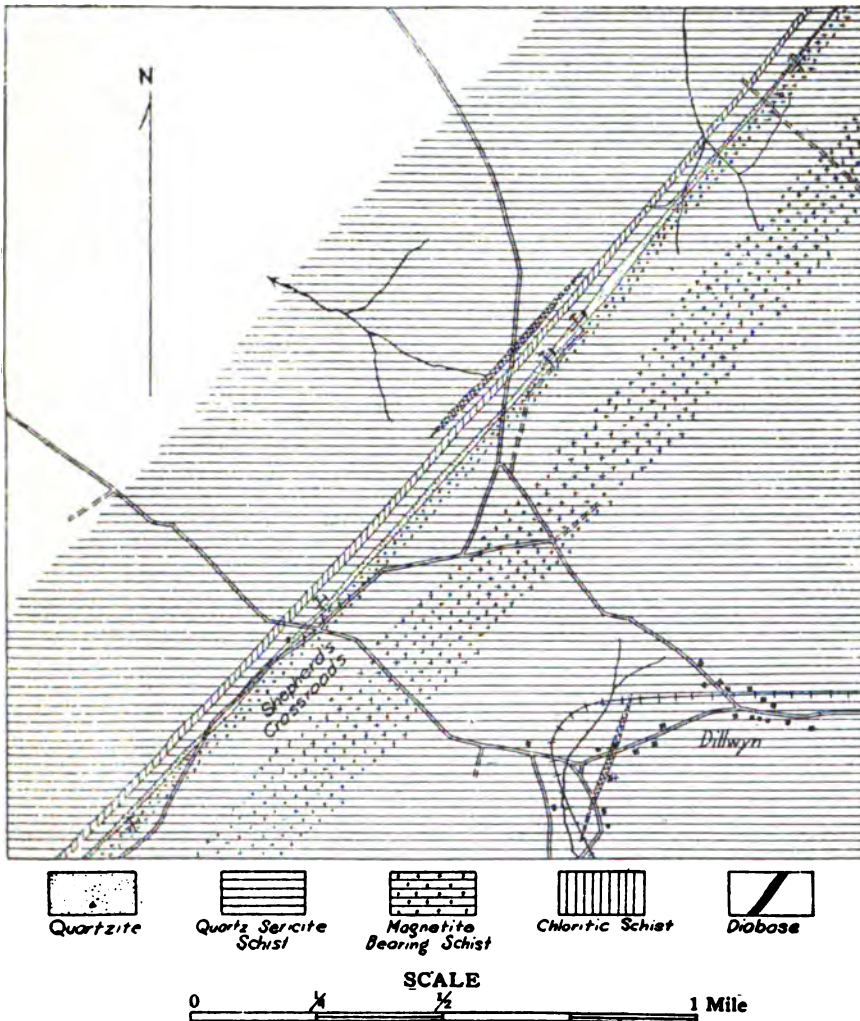 N
Shepherd's
Crossroads
Dillwyn
Quartzite
Quartz Sericite
Schist
Magnetite
Bearing Schist
Chloritic Schist
Diabase
SCALE
0 ¼ ½ 1 Mile